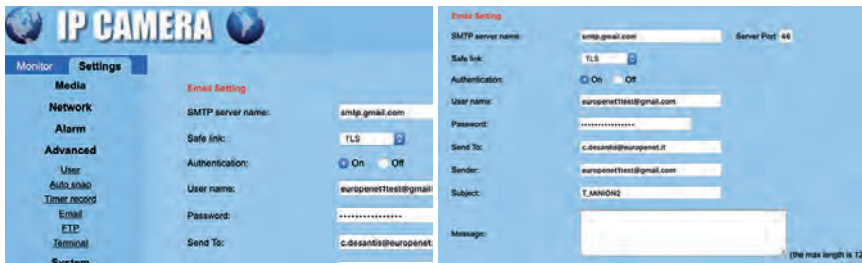 IP CAMERA
Monitor Settings
Media
Network
Alarm
Advanced
User
Auto snap
Timer record
Email
FTP
Terminal
System
Email Setting
SMTP server name: smtp.gmail.com
Safe link: TLS
Authentication: On Off
User name: europenet1test@gmail
Password: ••••••••••••••••
Send To: c.desantis@europenet.
Email Setting
SMTP server name: smtp.gmail.com Server Port 46
Safe link: TLS
Authentication: On Off
User name: europenet1test@gmail.com
Password: ••••••••••••••••
Send To: c.desantis@europenet.it
Sender: europenet1test@gmail.com
Subject: T_MINION2
Message:
(the max length is 12